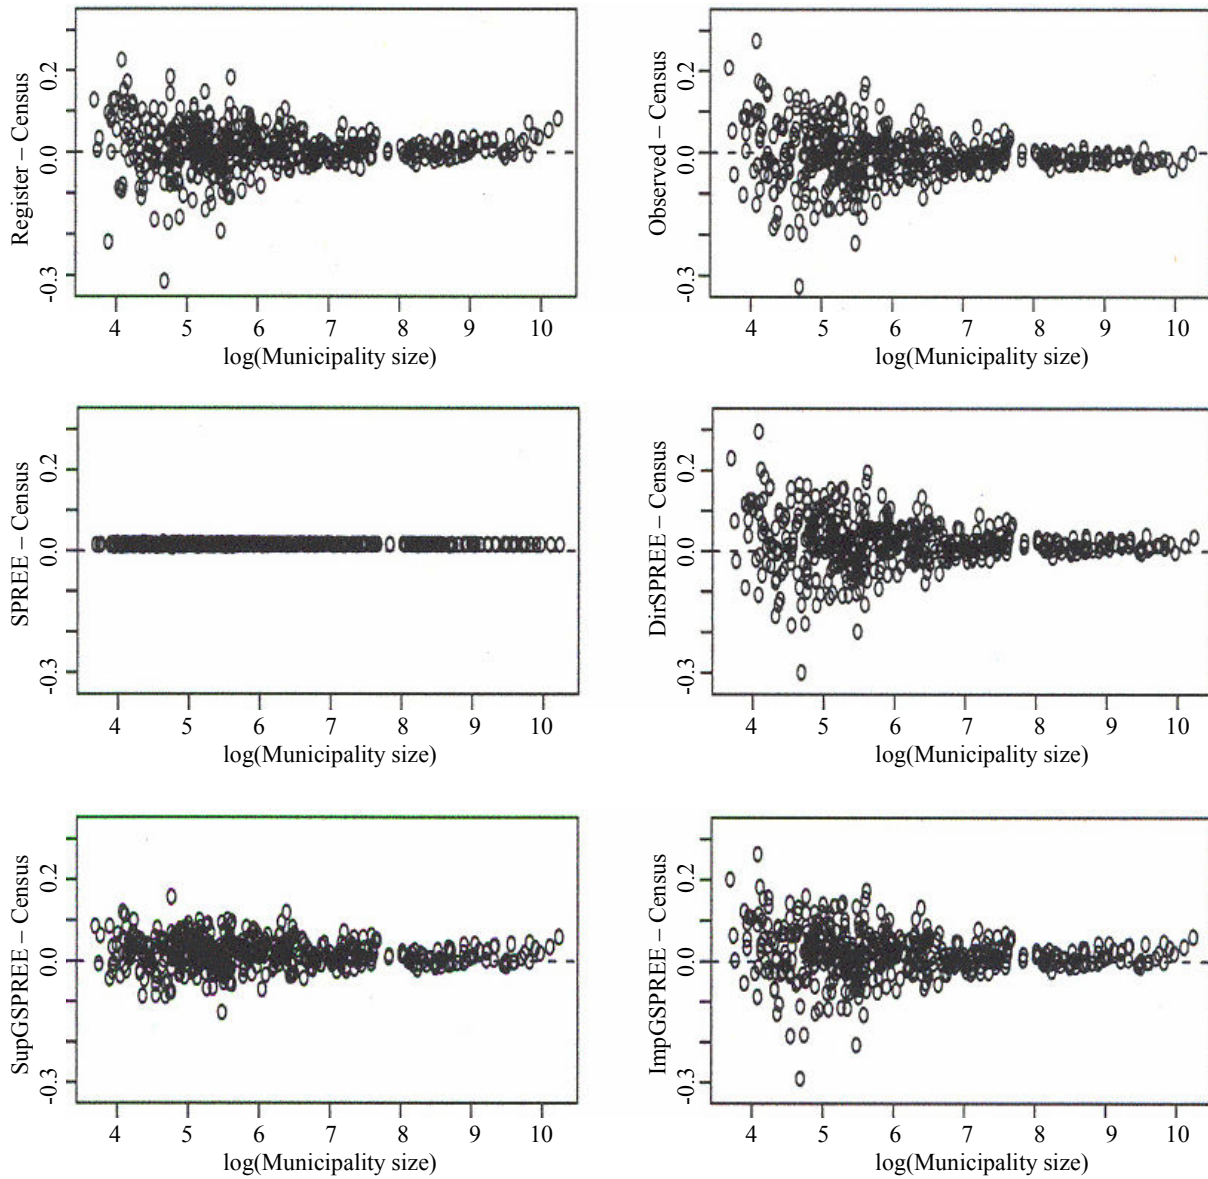 Register – Census
0.2
0.0
-0.3
4 5 6 7 8 9 10
log(Municipality size)
Observed – Census
0.2
0.0
-0.3
4 5 6 7 8 9 10
log(Municipality size)
SPREE – Census
0.2
0.0
-0.3
4 5 6 7 8 9 10
log(Municipality size)
DirSPREE – Census
0.2
0.0
-0.3
4 5 6 7 8 9 10
log(Municipality size)
SupGSPREE – Census
0.2
0.0
-0.3
4 5 6 7 8 9 10
log(Municipality size)
ImpGSPREE – Census
0.2
0.0
-0.3
4 5 6 7 8 9 10
log(Municipality size)